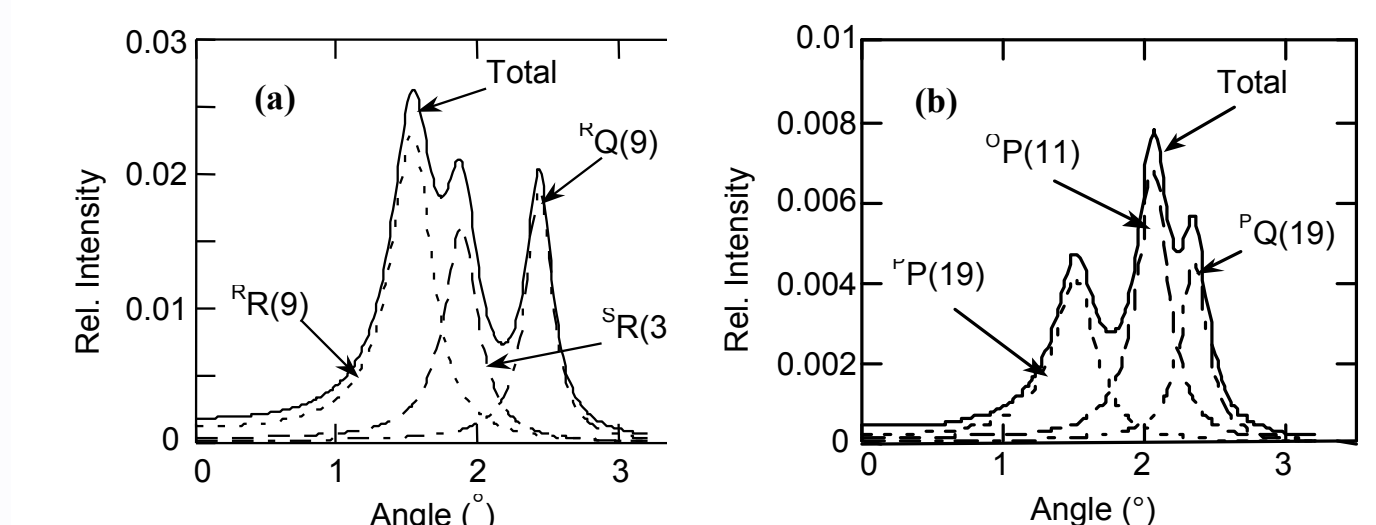 0.03
(a)
Total
RQ(9)
0.02
Rel. Intensity
0.01
RR(9)
SR(3
0
0 1 2 3
Angle (°)
0.01
(b)
Total
0.008
OP(11)
0.006
Rel. Intensity
PQ(19)
0.004
PP(19)
0.002
0
0 1 2 3
Angle (°)